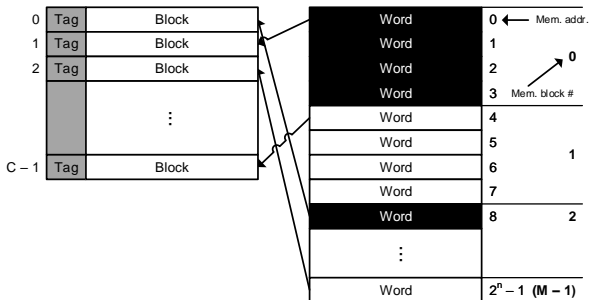 0 Tag Block
1 Tag Block
2 Tag Block
⋮
C – 1 Tag Block
Word 0 Mem. addr.
Word 1
0
Word 2
Word 3 Mem. block #
Word 4
Word 5
1
Word 6
Word 7
Word 8 2
⋮
Word 2ⁿ – 1 (M – 1)